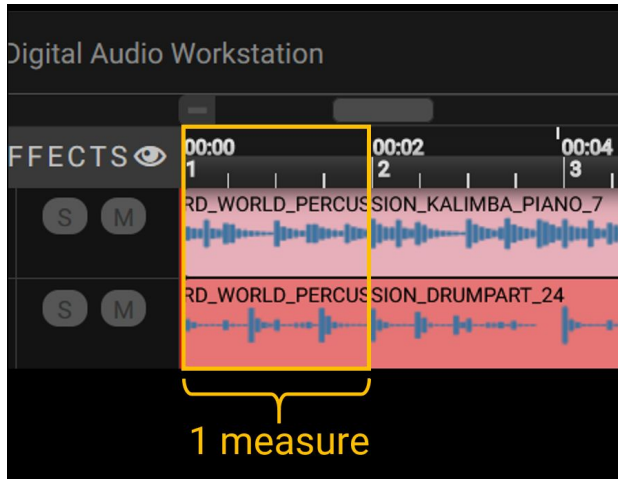 Digital Audio Workstation
FFECTS
00:00 00:02 00:04
1 2 3
S M
RD_WORLD_PERCUSSION_KALIMBA_PIANO_7
S M
RD_WORLD_PERCUSSION_DRUMPART_24
1 measure